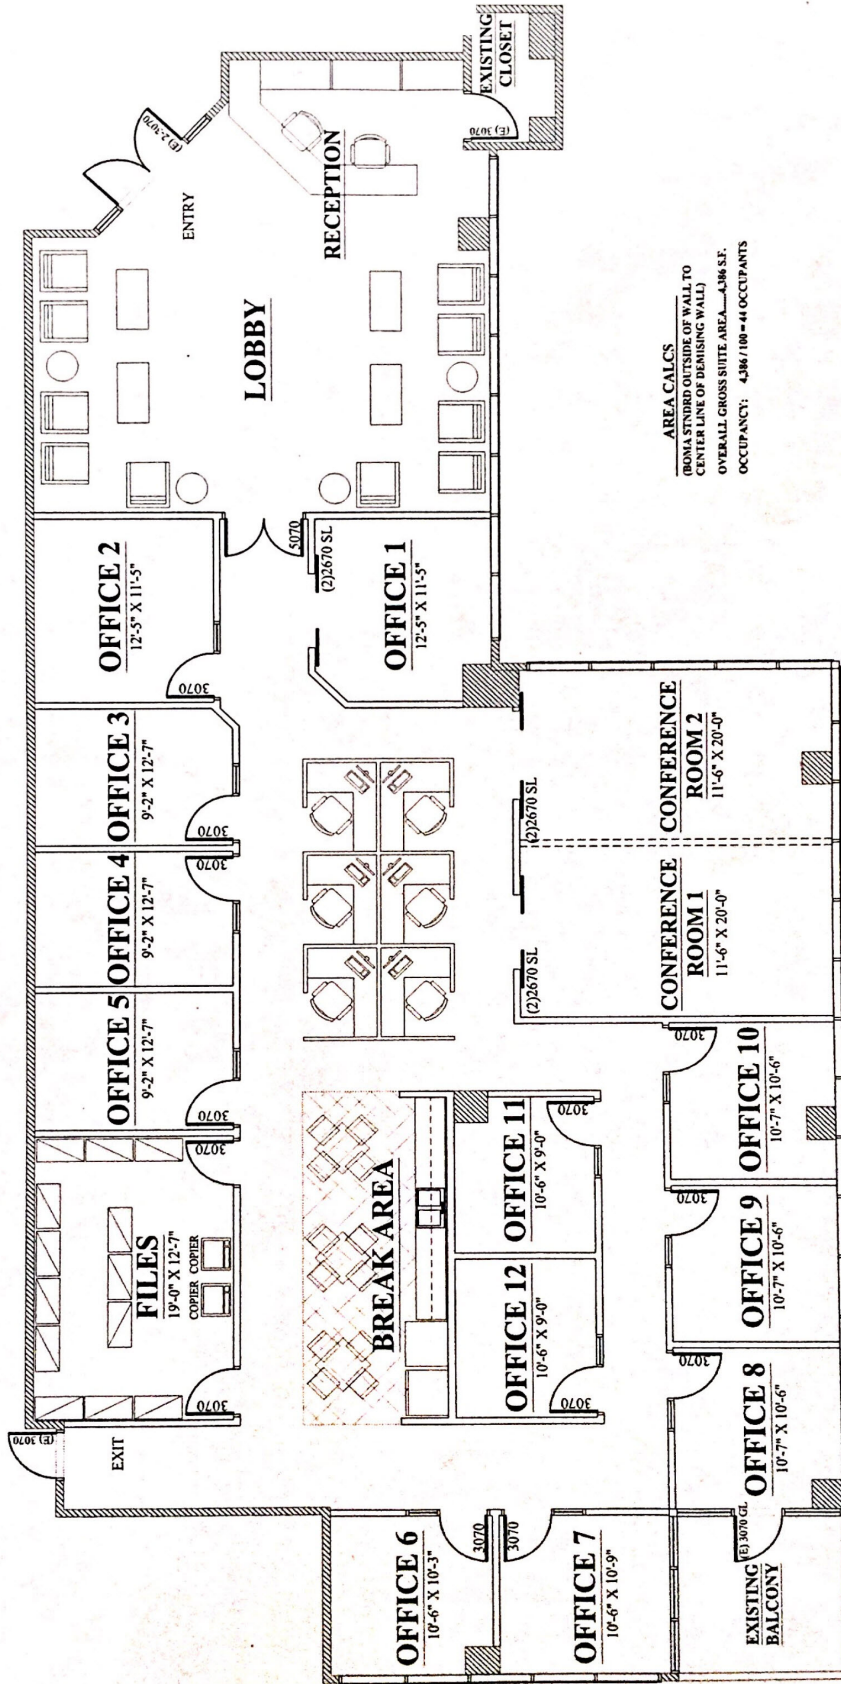 EXISTING
CLOSET
(E) 3070
(E) 2-3070
ENTRY
RECEPTION
LOBBY
AREA CALCS
(BOMA STNDRD OUTSIDE OF WALL TO
CENTER LINE OF DEMISING WALL)
OVERALL GROSS SUITE AREA.....4,386 S.F.
OCCUPANCY: 4,386 / 100 = 44 OCCUPANTS
OFFICE 2
12'-5" X 11'-5"
3070
5070
(2)2670 SL
OFFICE 1
12'-5" X 11'-5"
OFFICE 3
9'-2" X 12'-7"
3070
OFFICE 4
9'-2" X 12'-7"
3070
OFFICE 5
9'-2" X 12'-7"
3070
CONFERENCE
ROOM 2
11'-6" X 20'-0"
(2)2670 SL
CONFERENCE
ROOM 1
11'-6" X 20'-0"
(2)2670 SL
FILES
19'-0" X 12'-7"
COPIER COPIER
3070
3070
BREAK AREA
OFFICE 11
10'-6" X 9'-0"
3070
OFFICE 12
10'-6" X 9'-0"
3070
OFFICE 10
10'-7" X 10'-6"
3070
OFFICE 9
10'-7" X 10'-6"
3070
OFFICE 8
10'-7" X 10'-6"
3070
(E) 3070
EXIT
OFFICE 6
10'-6" X 10'-3"
3070
OFFICE 7
10'-6" X 10'-9"
3070
EXISTING
BALCONY
(E) 3070 GL